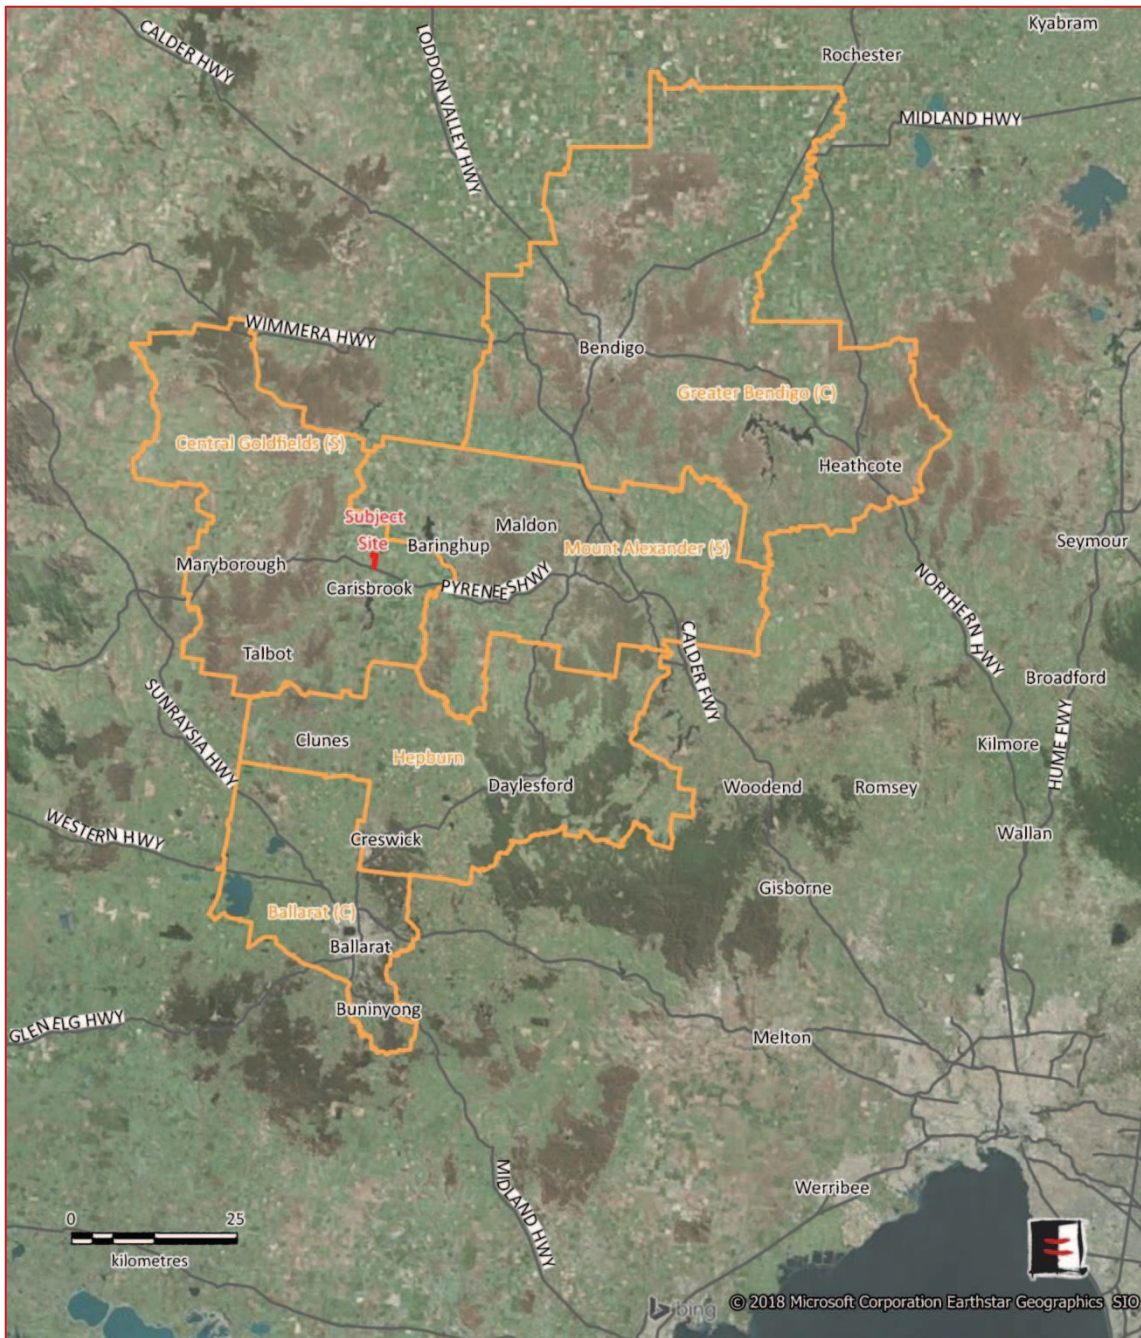 Kyabram
Rochester
CALDER HWY
LODDON VALLEY HWY
MIDLAND HWY
WIMMERA HWY
Bendigo
Greater Bendigo (C)
Central Goldfields (S)
Heathcote
Subject
Site
Maldon
Baringhup
Mount Alexander (S)
Seymour
Maryborough
Carisbrook
PYRENEES HWY
NORTHERN HWY
Talbot
CALDER FWY
Broadford
SUNRAYSIA HWY
Clunes
Kilmore
HUME FWY
Hepburn
Daylesford
Woodend
Romsey
WESTERN HWY
Creswick
Wallan
Gisborne
Ballarat (C)
Ballarat
Buninyong
GLENELG HWY
Melton
MIDLAND HWY
Werribee
0 25
kilometres
bing
© 2018 Microsoft Corporation Earthstar Geographics SIO